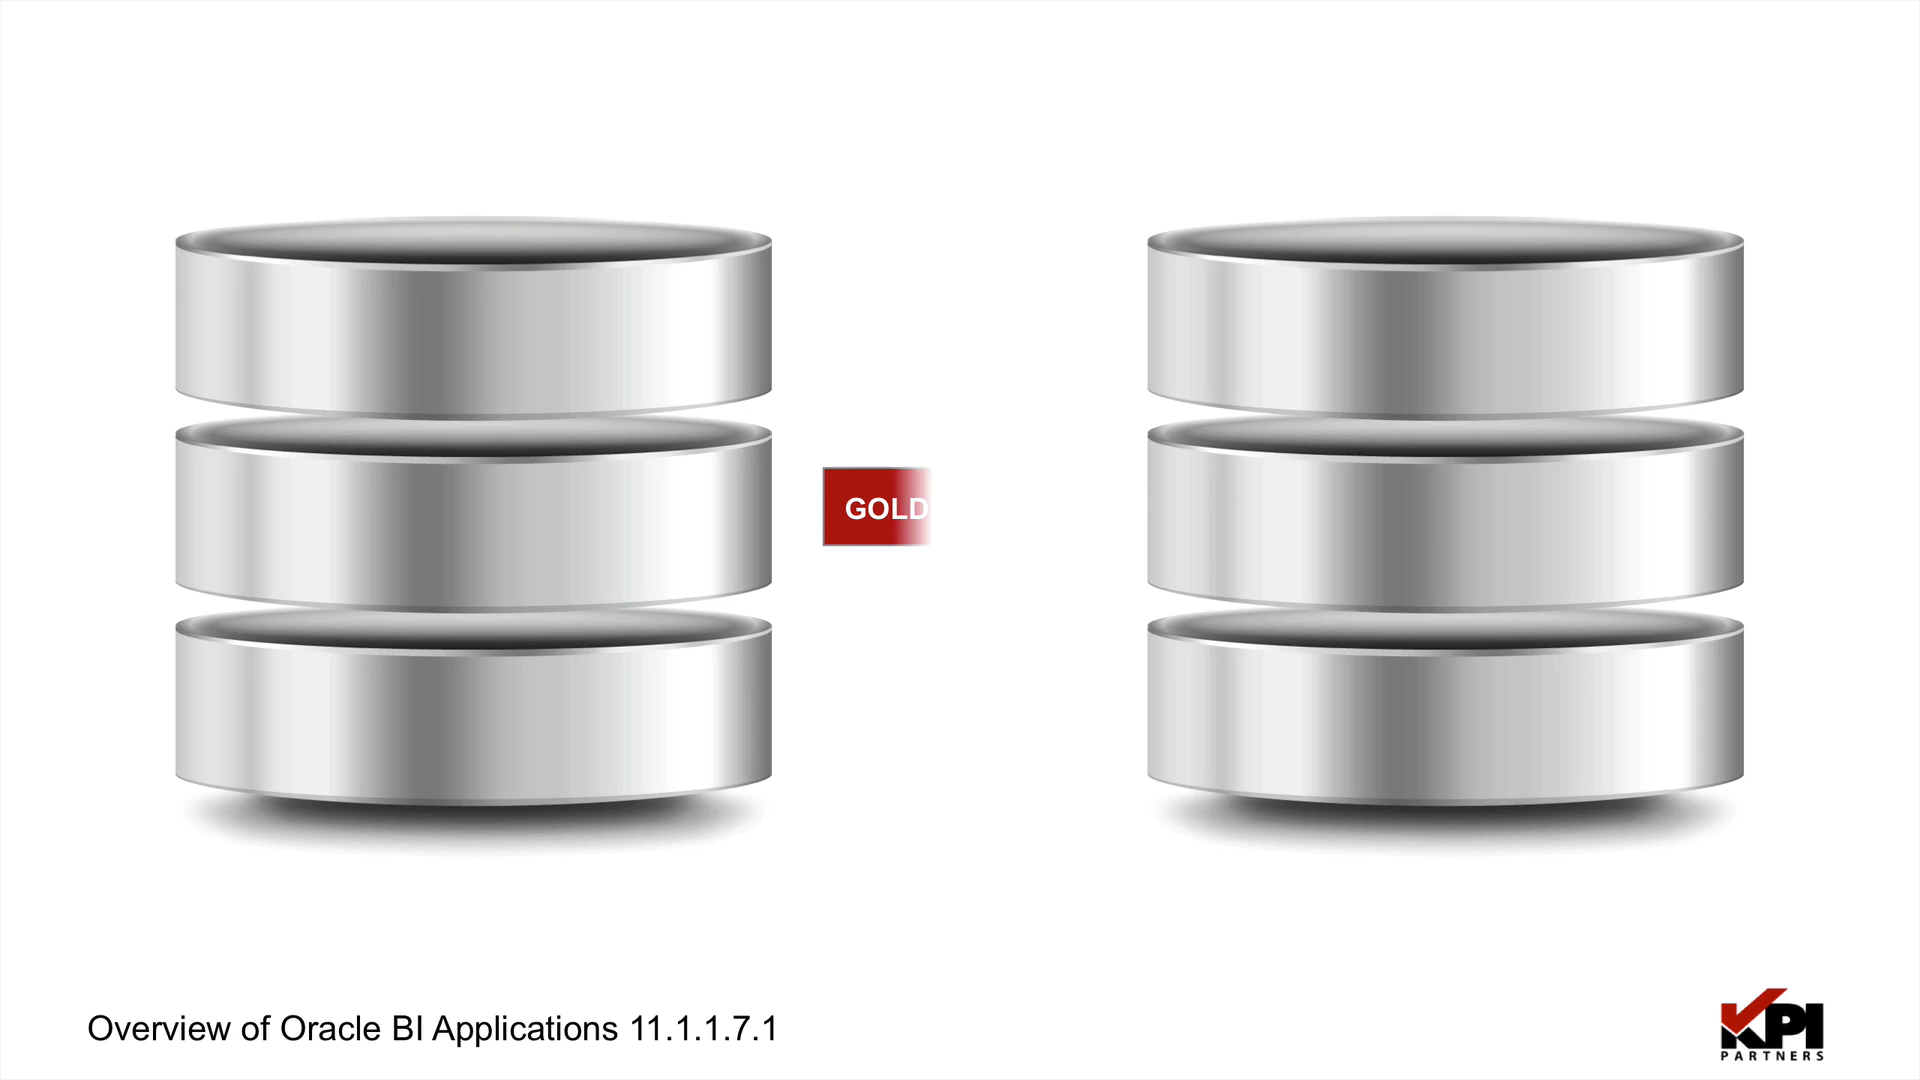 GOLD
Overview of Oracle BI Applications 11.1.1.7.1
KPI
PARTNERS